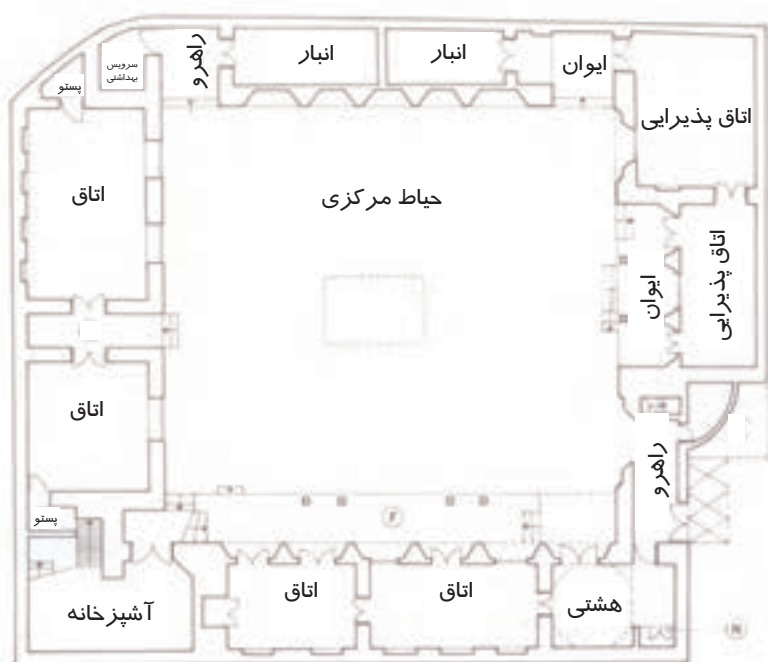 ایوان
انبار
انبار
راهرو
سرویس
بهداشتی
پستو
اتاق پذیرایی
اتاق
حیاط مرکزی
اتاق پذیرایی
ایوان
اتاق
راهرو
پستو
F
هشتی
اتاق
اتاق
آشپزخانه
N